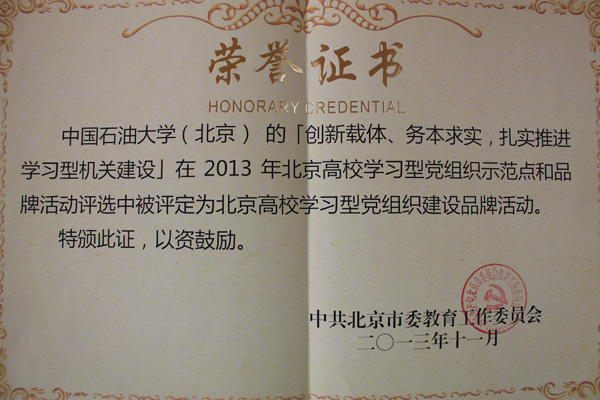 荣誉证书
HONORARY CREDENTIAL
中国石油大学（北京） 的「创新载体、务本求实，扎实推进
学习型机关建设」在 2013 年北京高校学习型党组织示范点和品
牌活动评选中被评定为北京高校学习型党组织建设品牌活动。
特颁此证，以资鼓励。
中共北京市委教育工作委员会
二〇一三年十一月